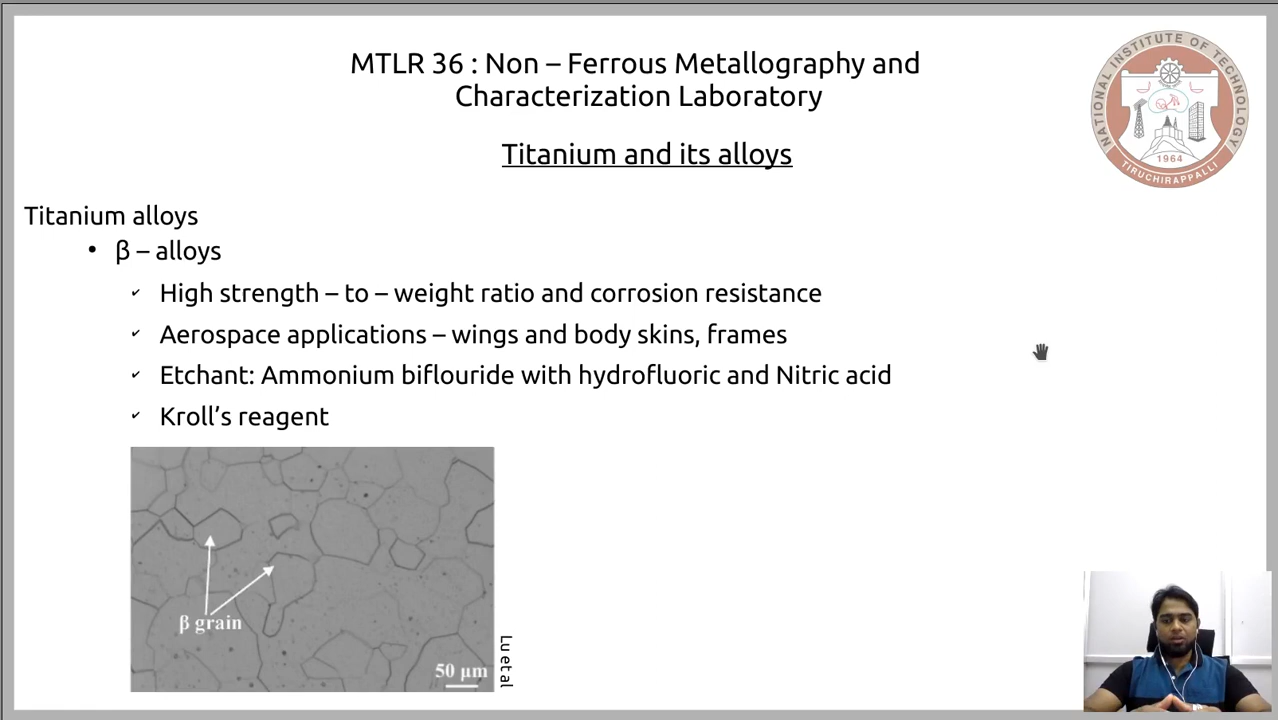 MTLR 36 : Non – Ferrous Metallography and
Characterization Laboratory
NATIONAL INSTITUTE OF TECHNOLOGY
1964
TIRUCHIRAPPALLI
Titanium and its alloys
Titanium alloys
• β – alloys
✓ High strength – to – weight ratio and corrosion resistance
✓ Aerospace applications – wings and body skins, frames
✓ Etchant: Ammonium biflouride with hydrofluoric and Nitric acid
✓ Kroll’s reagent
β grain
50 μm
Lu et al